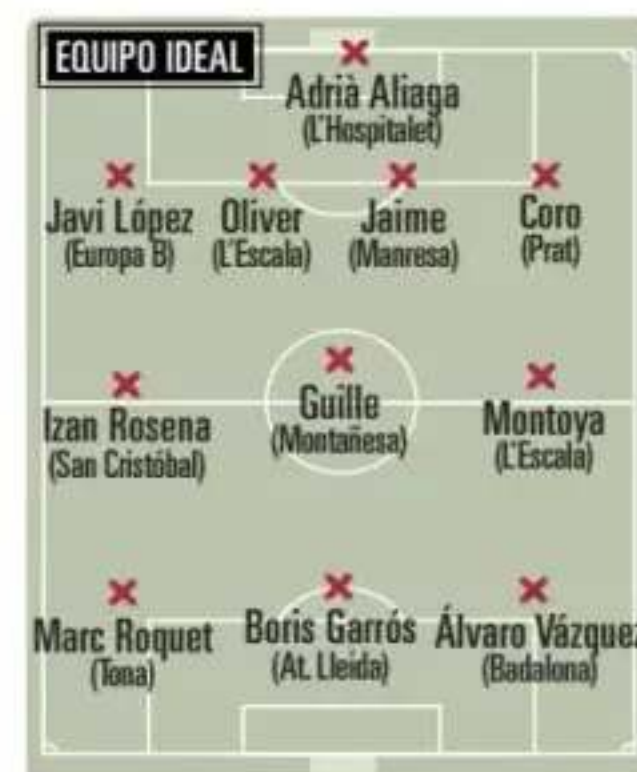 EQUIPO IDEAL
Adrià Aliaga
(L'Hospitalet)
Javi López
(Europa B)
Oliver
(L'Escala)
Jaime
(Manresa)
Coro
(Prat)
Izan Rosena
(San Cristóbal)
Guille
(Montañesa)
Montoya
(L'Escala)
Marc Roquet
(Tona)
Boris Garrós
(At. Lleida)
Álvaro Vázquez
(Badalona)